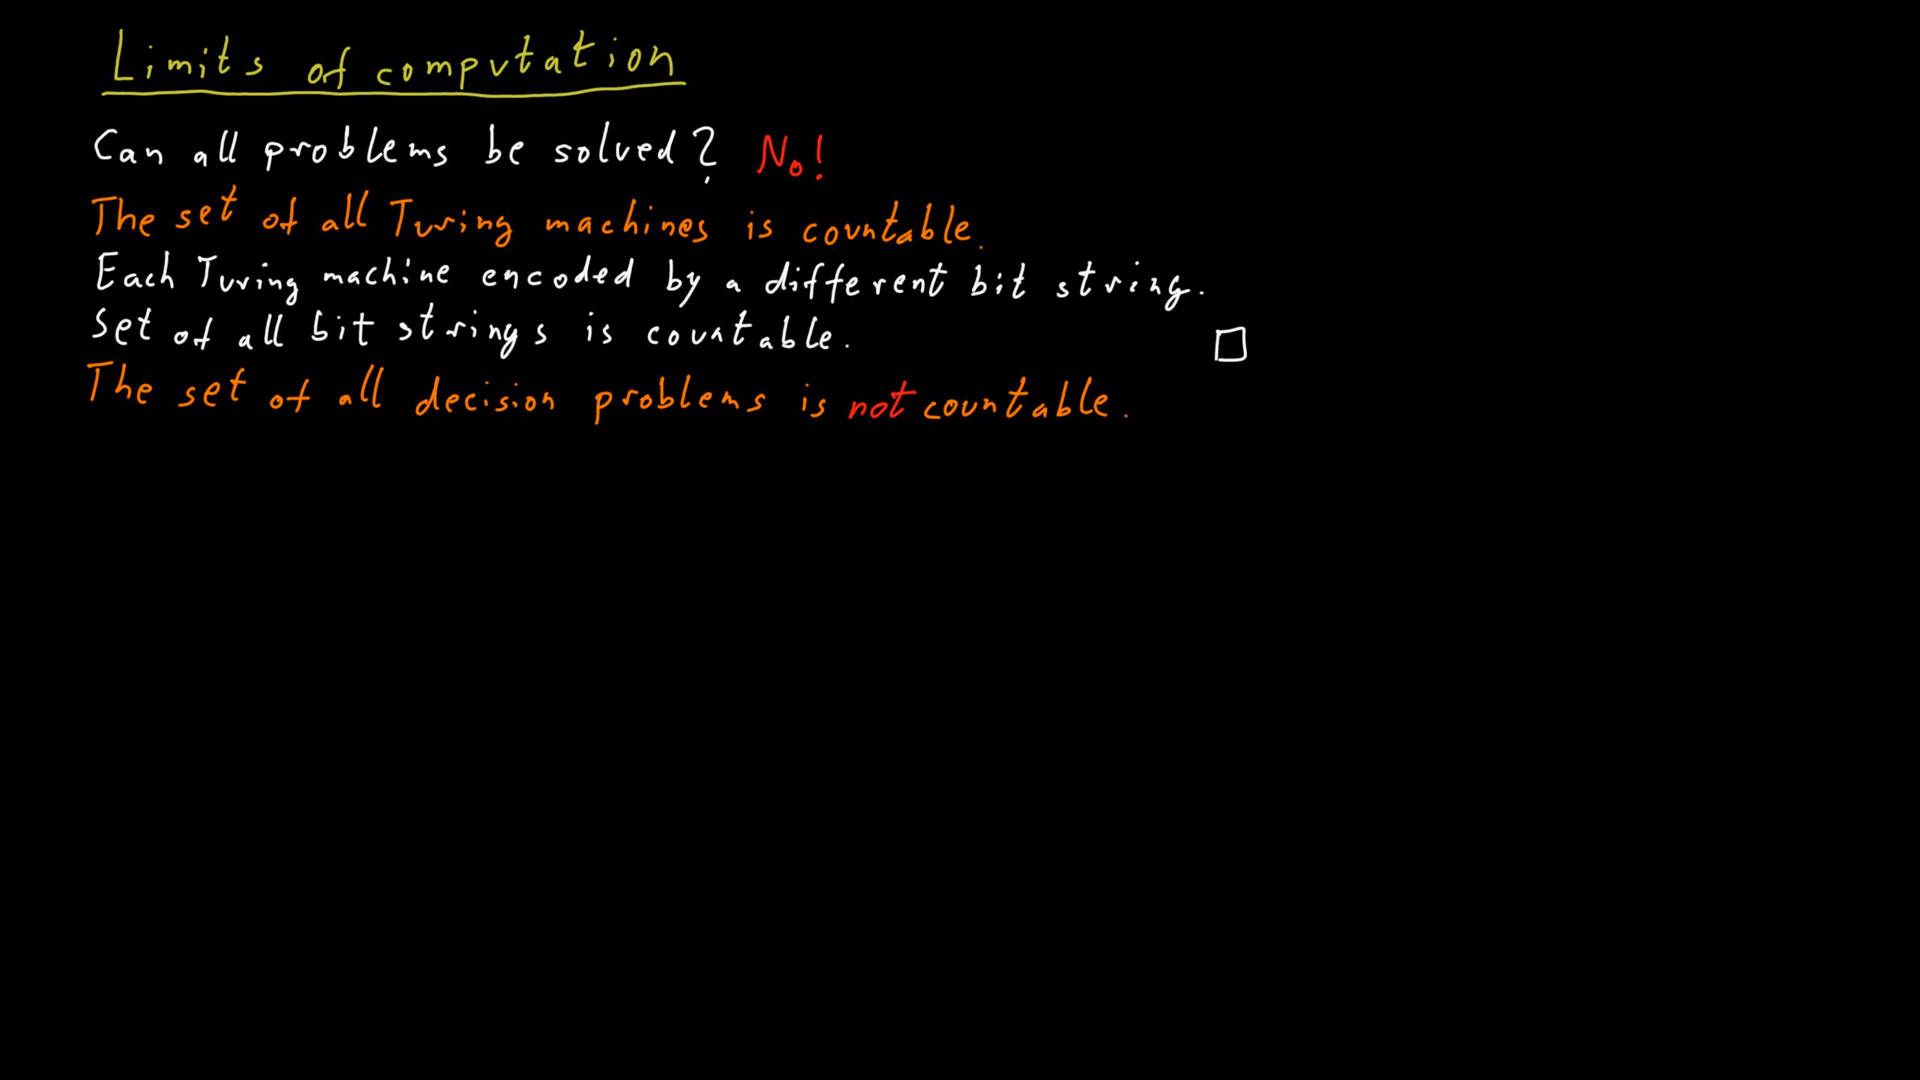 Limits of computation
Can all problems be solved? No!
The set of all Turing machines is countable.
Each Turing machine encoded by a different bit string.
Set of all bit strings is countable. □
The set of all decision problems is not countable.